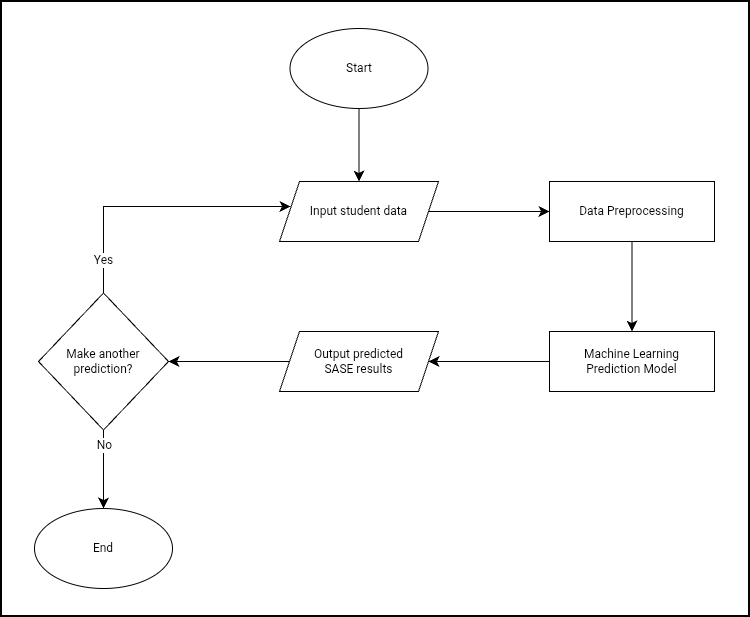 Start
Input student data
Data Preprocessing
Yes
Make another
prediction?
Output predicted
SASE results
Machine Learning
Prediction Model
No
End